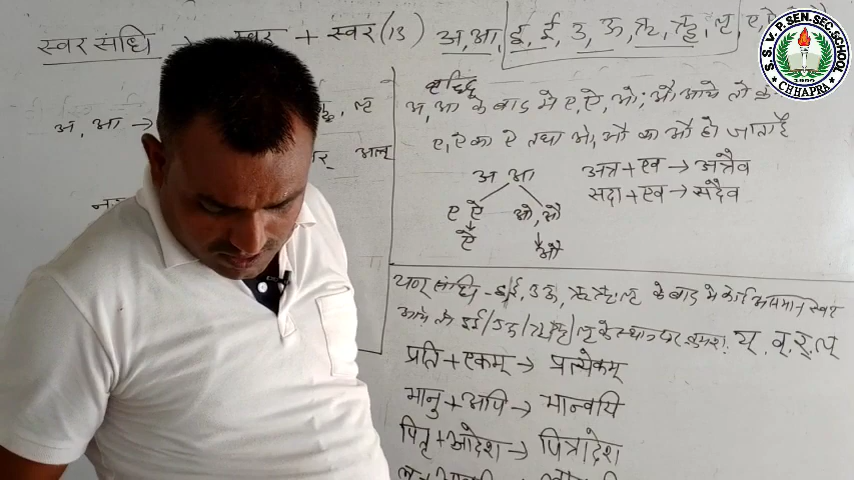 स्वर संधि → स्वर + स्वर (13) अ, आ, इ, ई, उ, ऊ, ऋ, ॠ, लृ, ए, ऐ
S. S. V. P. SEN. SEC. SCHOOL
CHHAPRA
अ, आ →
वृद्धि
अ, आ के बाद मे ए, ऐ, ओ, औ आये तो
ए, ऐ का ऐ तथा ओ, औ का औ हो जाता है
अ आ
ए ऐ ओ, औ
ऐ औ
अत्र + एव → अत्रैव
सदा + एव → सदैव
यण् संधि - इ/ई, उ ऊ, ऋ ॠ, लृ के बाद मे कोई असमान स्वर
आये तो इ ई/उ ऊ/ऋ ॠ/लृ के स्थान पर क्रमशः य्, व्, र्, ल्
प्रति + एकम् → प्रत्येकम्
भानु + अपि → भान्वपि
पितृ + आदेश → पित्रादेश